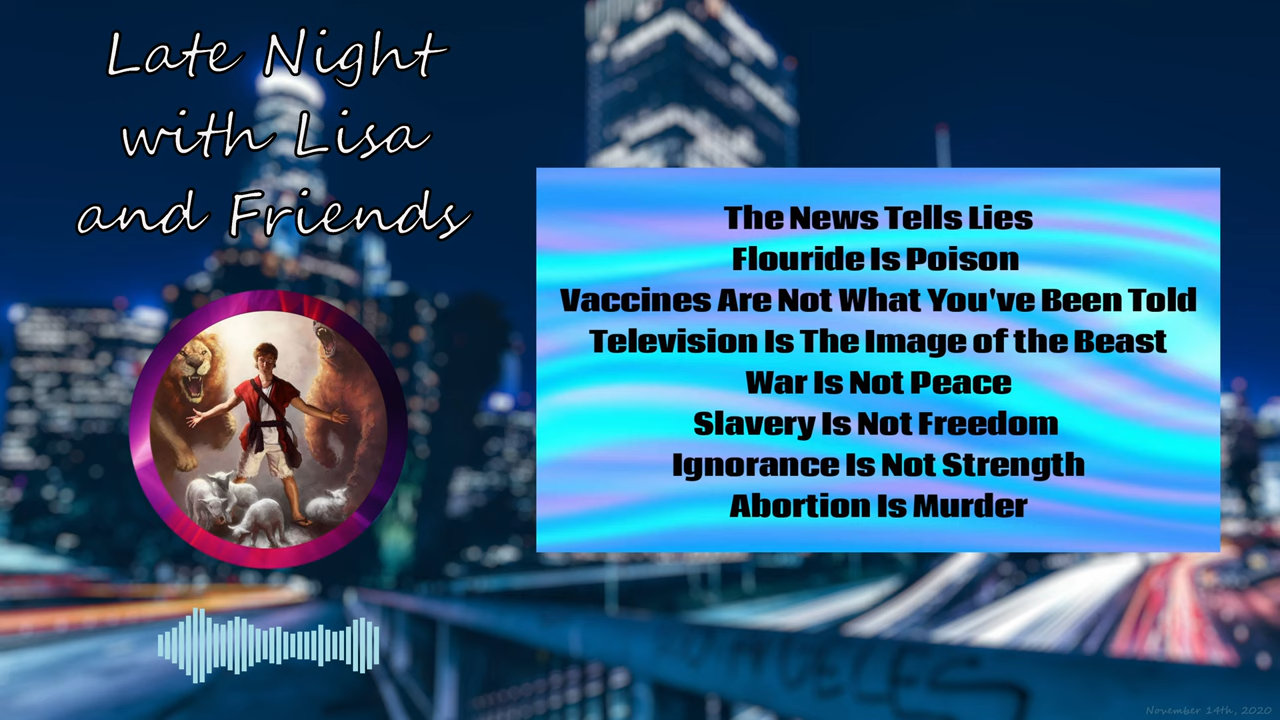 Late Night
with Lisa
and Friends
The News Tells Lies
Flouride Is Poison
Vaccines Are Not What You've Been Told
Television Is The Image of the Beast
War Is Not Peace
Slavery Is Not Freedom
Ignorance Is Not Strength
Abortion Is Murder
November 14th, 2020